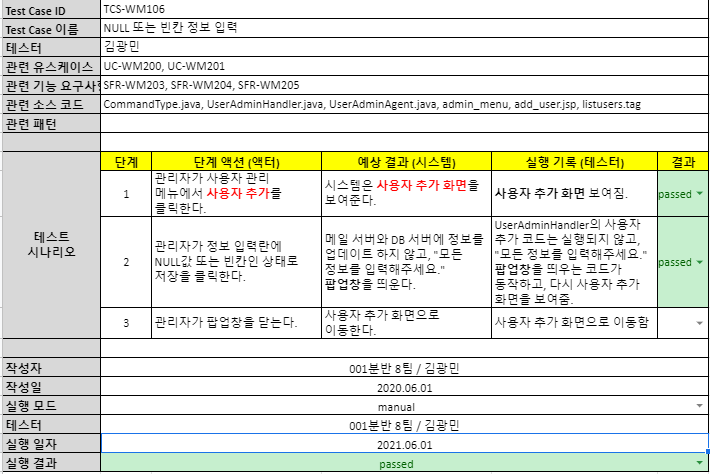 Test Case ID TCS-WM106
Test Case 이름 NULL 또는 빈칸 정보 입력
테스터 김광민
관련 유스케이스 UC-WM200, UC-WM201
관련 기능 요구사항 SFR-WM203, SFR-WM204, SFR-WM205
관련 소스 코드 CommandType.java, UserAdminHandler.java, UserAdminAgent.java, admin_menu, add_user.jsp, listusers.tag
관련 패턴
테스트
시나리오
단계 단계 액션 (액터) 예상 결과 (시스템) 실행 기록 (테스터) 결과
1
관리자가 사용자 관리
메뉴에서 사용자 추가를
클릭한다.
시스템은 사용자 추가 화면을
보여준다.
사용자 추가 화면 보여짐.
passed
2
관리자가 정보 입력란에
NULL값 또는 빈칸인 상태로
저장을 클릭한다.
메일 서버와 DB 서버에 정보를
업데이트 하지 않고, "모든
정보를 입력해주세요."
팝업창을 띄운다.
UserAdminHandler의 사용자
추가 코드는 실행되지 않고,
"모든 정보를 입력해주세요."
팝업창을 띄우는 코드가
동작하고, 다시 사용자 추가
화면을 보여줌.
passed
3
관리자가 팝업창을 닫는다.
사용자 추가 화면으로
이동한다.
사용자 추가 화면으로 이동함
작성자 001분반 8팀 / 김광민
작성일 2020.06.01
실행 모드 manual
테스터 001분반 8팀 / 김광민
실행 일자 2021.06.01
실행 결과 passed